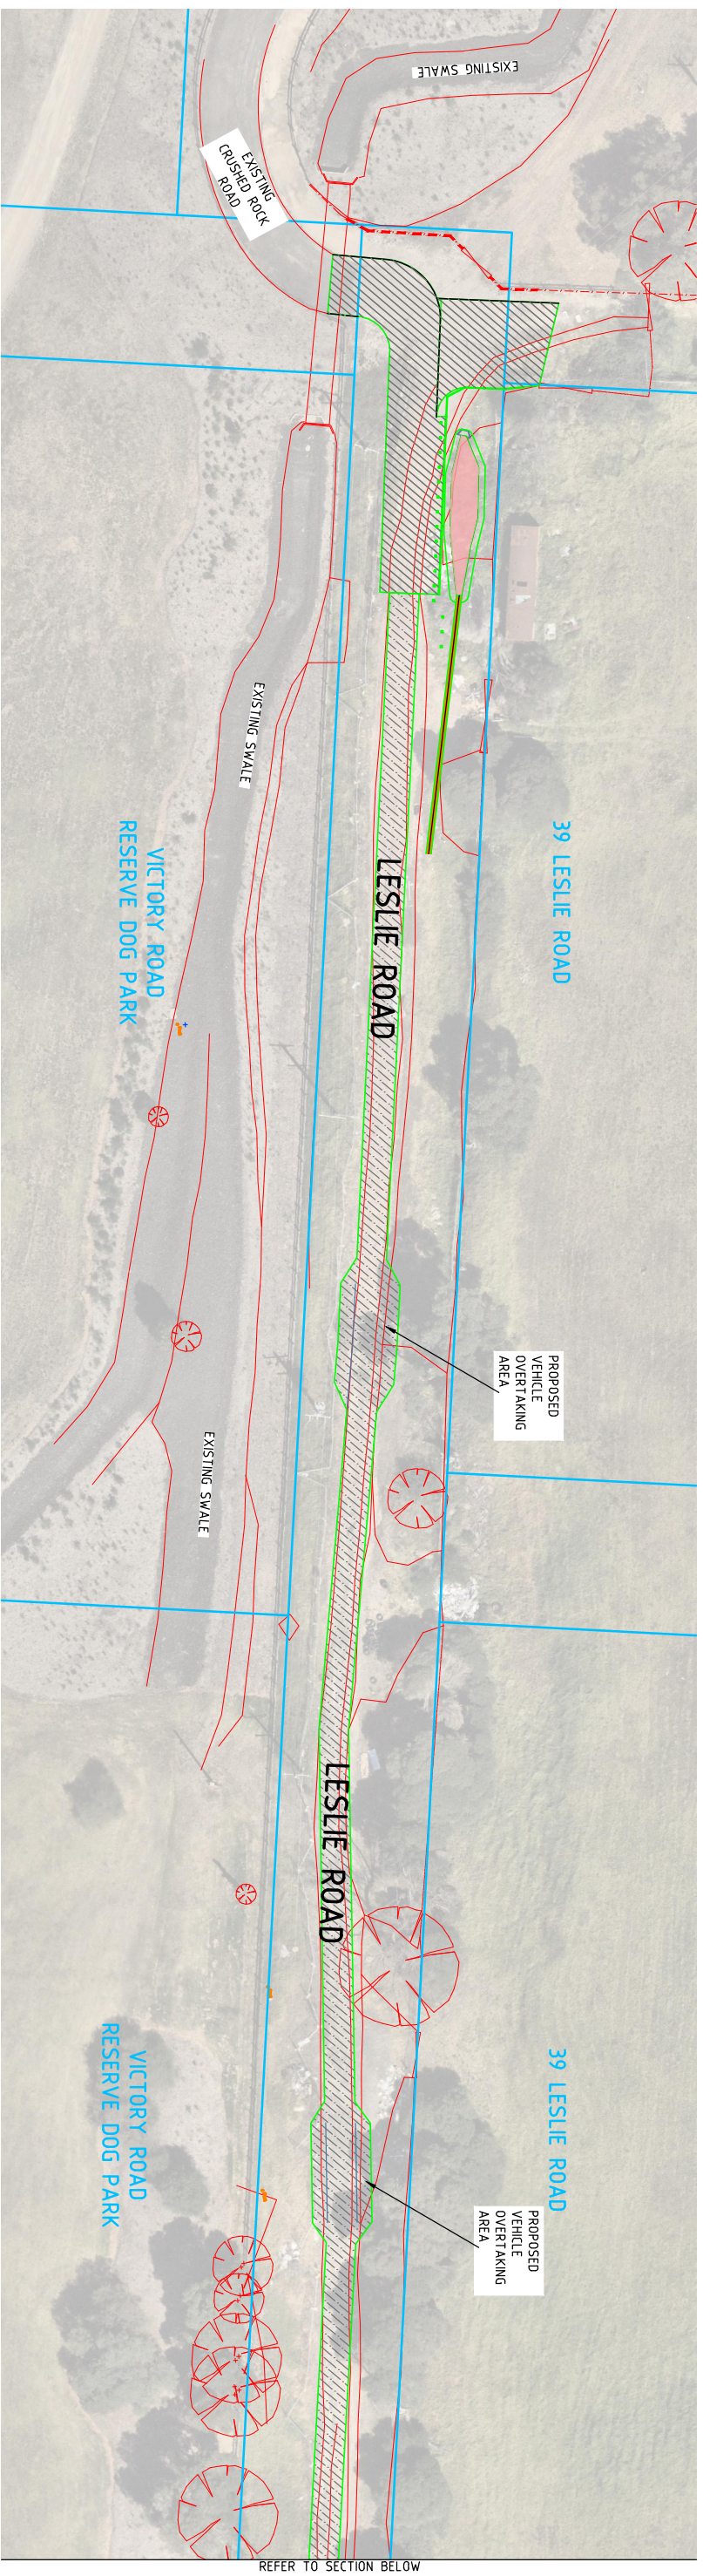 EXISTING SWALE
EXISTING
CRUSHED ROCK
ROAD
EXISTING SWALE
39 LESLIE ROAD
VICTORY ROAD
RESERVE DOG PARK
LESLIE ROAD
PROPOSED
VEHICLE
OVERTAKING
AREA
EXISTING SWALE
LESLIE ROAD
39 LESLIE ROAD
VICTORY ROAD
RESERVE DOG PARK
PROPOSED
VEHICLE
OVERTAKING
AREA
REFER TO SECTION BELOW